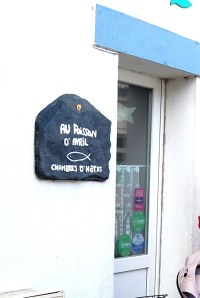 AU POISSON
D'AVRIL
CHAMBRES D'HÔTES